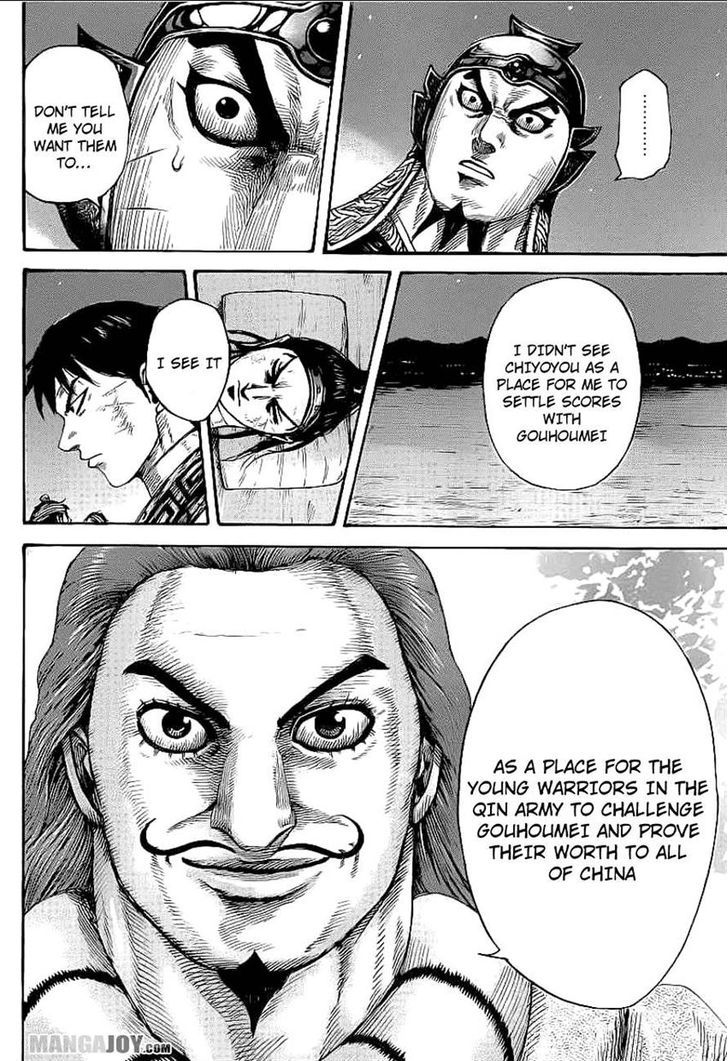 ........
DON'T TELL
ME YOU
WANT THEM
TO...
I DIDN'T SEE
CHIYOYOU AS A
PLACE FOR ME TO
SETTLE SCORES
WITH
GOUHOUMEI
I SEE IT
AS A PLACE FOR THE
YOUNG WARRIORS IN THE
QIN ARMY TO CHALLENGE
GOUHOUMEI AND PROVE
THEIR WORTH TO ALL
OF CHINA
MANGAJOY.COM